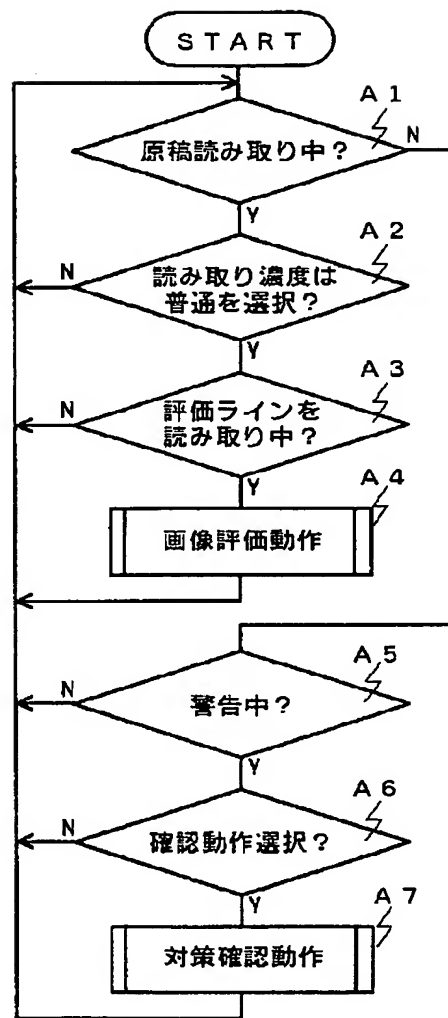 START
A1
原稿読み取り中?
N
Y
A2
N
読み取り濃度は
普通を選択?
Y
A3
N
評価ラインを
読み取り中?
Y
A4
画像評価動作
A5
N
警告中?
Y
A6
N
確認動作選択?
Y
A7
対策確認動作